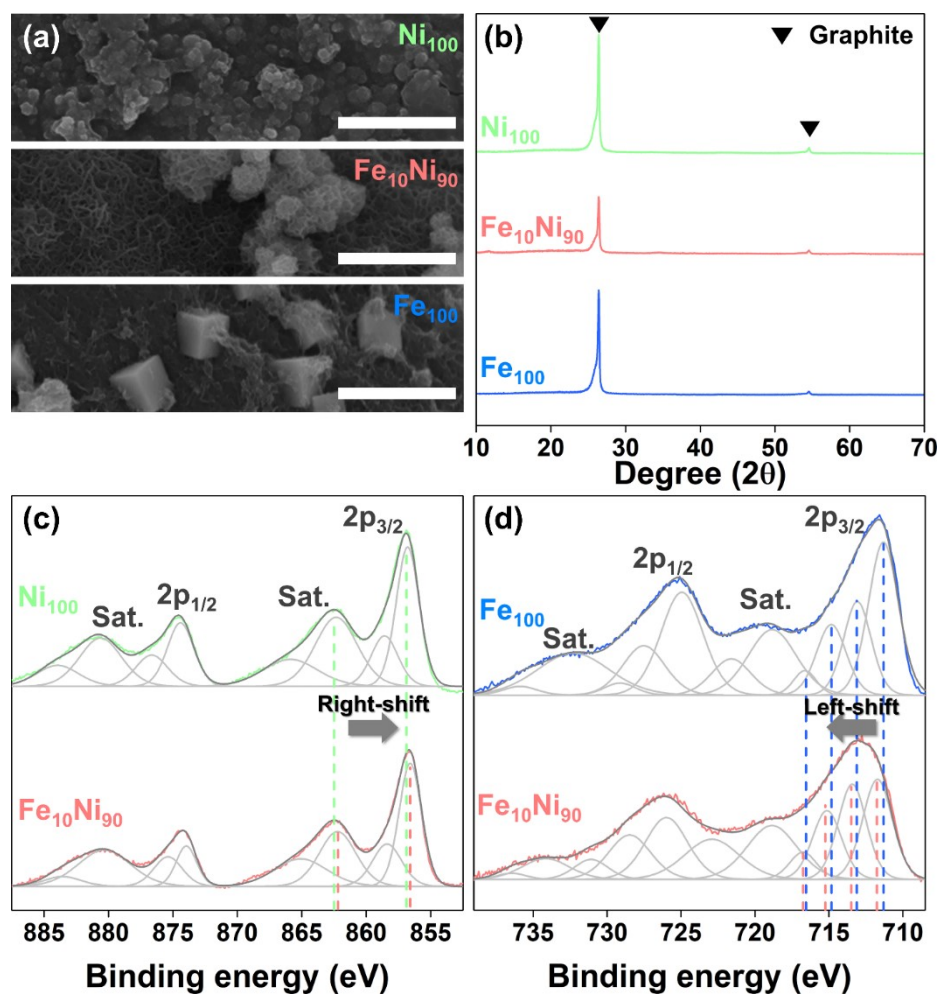 (a)
Ni100
Fe10Ni90
Fe100
(b)
▼ Graphite
Ni100
Fe10Ni90
Fe100
10 20 30 40 50 60 70
Degree (2θ)
(c)
2p3/2
Ni100
Sat.
2p1/2
Sat.
Right-shift
Fe10Ni90
885 880 875 870 865 860 855
Binding energy (eV)
(d)
2p3/2
2p1/2
Fe100
Sat.
Sat.
Left-shift
Fe10Ni90
735 730 725 720 715 710
Binding energy (eV)